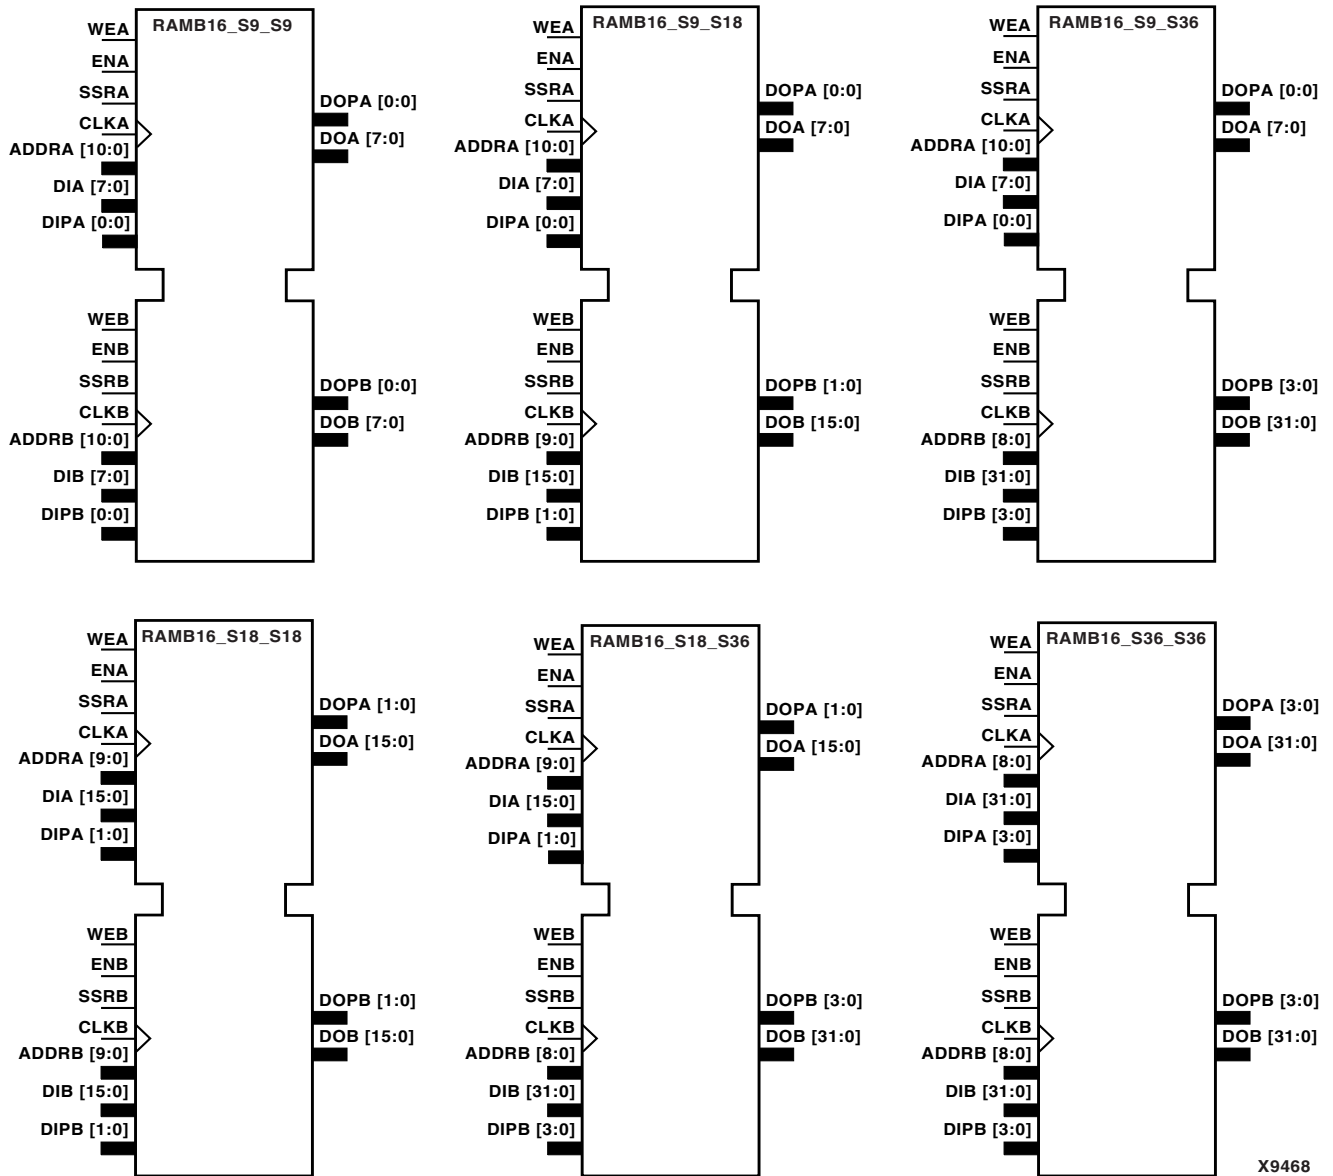 RAMB16_S9_S9
WEA
ENA
SSRA
CLKA
ADDRA [10:0]
DIA [7:0]
DIPA [0:0]
DOPA [0:0]
DOA [7:0]
WEB
ENB
SSRB
CLKB
ADDRB [10:0]
DIB [7:0]
DIPB [0:0]
DOPB [0:0]
DOB [7:0]
RAMB16_S9_S18
WEA
ENA
SSRA
CLKA
ADDRA [10:0]
DIA [7:0]
DIPA [0:0]
DOPA [0:0]
DOA [7:0]
WEB
ENB
SSRB
CLKB
ADDRB [9:0]
DIB [15:0]
DIPB [1:0]
DOPB [1:0]
DOB [15:0]
RAMB16_S9_S36
WEA
ENA
SSRA
CLKA
ADDRA [10:0]
DIA [7:0]
DIPA [0:0]
DOPA [0:0]
DOA [7:0]
WEB
ENB
SSRB
CLKB
ADDRB [8:0]
DIB [31:0]
DIPB [3:0]
DOPB [3:0]
DOB [31:0]
RAMB16_S18_S18
WEA
ENA
SSRA
CLKA
ADDRA [9:0]
DIA [15:0]
DIPA [1:0]
DOPA [1:0]
DOA [15:0]
WEB
ENB
SSRB
CLKB
ADDRB [9:0]
DIB [15:0]
DIPB [1:0]
DOPB [1:0]
DOB [15:0]
RAMB16_S18_S36
WEA
ENA
SSRA
CLKA
ADDRA [9:0]
DIA [15:0]
DIPA [1:0]
DOPA [1:0]
DOA [15:0]
WEB
ENB
SSRB
CLKB
ADDRB [8:0]
DIB [31:0]
DIPB [3:0]
DOPB [3:0]
DOB [31:0]
RAMB16_S36_S36
WEA
ENA
SSRA
CLKA
ADDRA [8:0]
DIA [31:0]
DIPA [3:0]
DOPA [3:0]
DOA [31:0]
WEB
ENB
SSRB
CLKB
ADDRB [8:0]
DIB [31:0]
DIPB [3:0]
DOPB [3:0]
DOB [31:0]
X9468